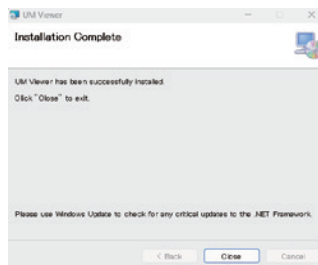 UM Viewer
Installation Complete
UM Viewer has been successfully installed.
Click "Close" to exit.
Please use Windows Update to check for any critical updates to the .NET Framework.
< Back
Close
Cancel